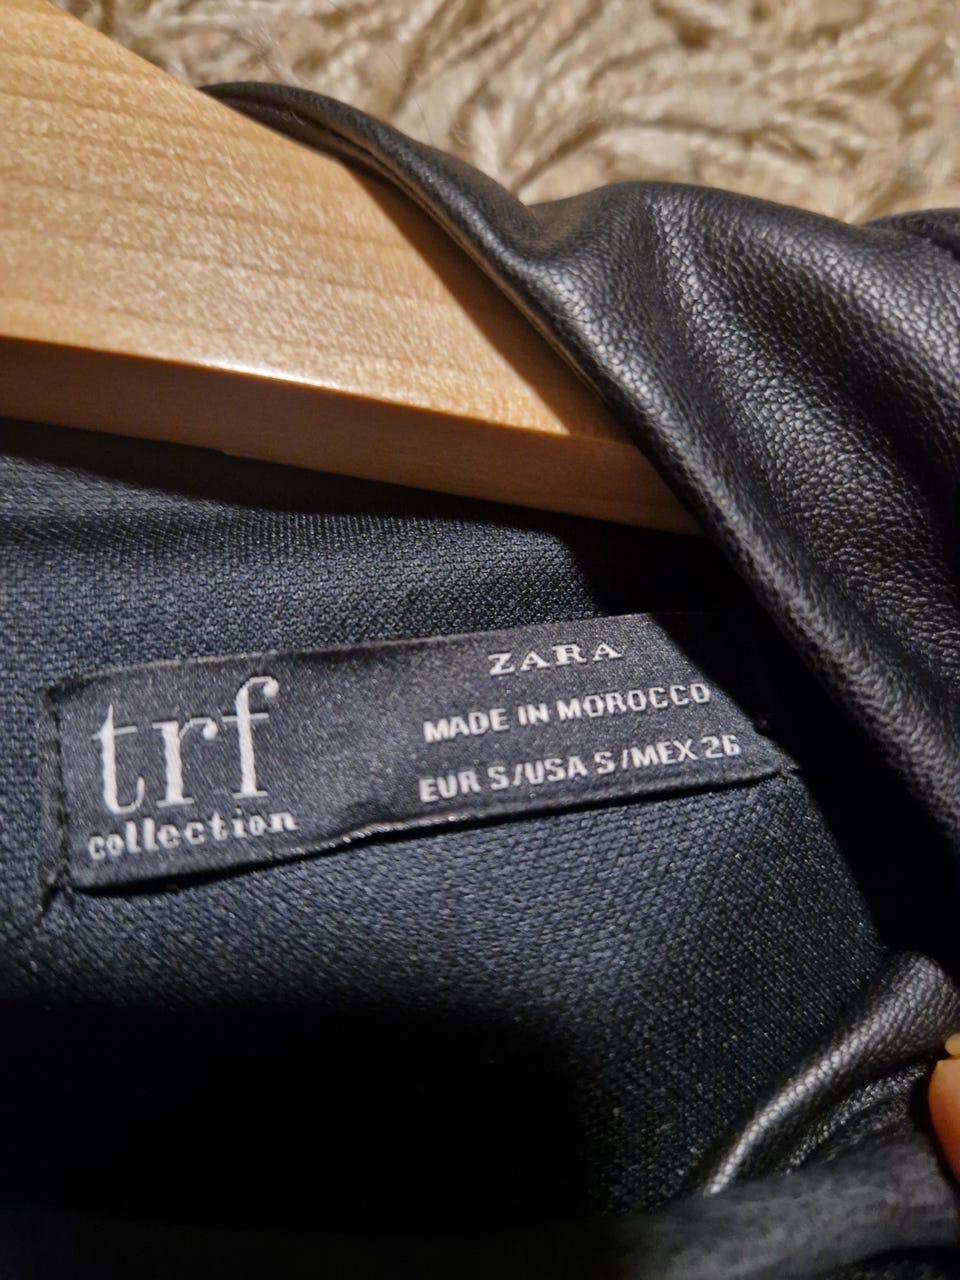 trf
collection
ZARA
MADE IN MOROCCO
EUR S/USA S/MEX 26